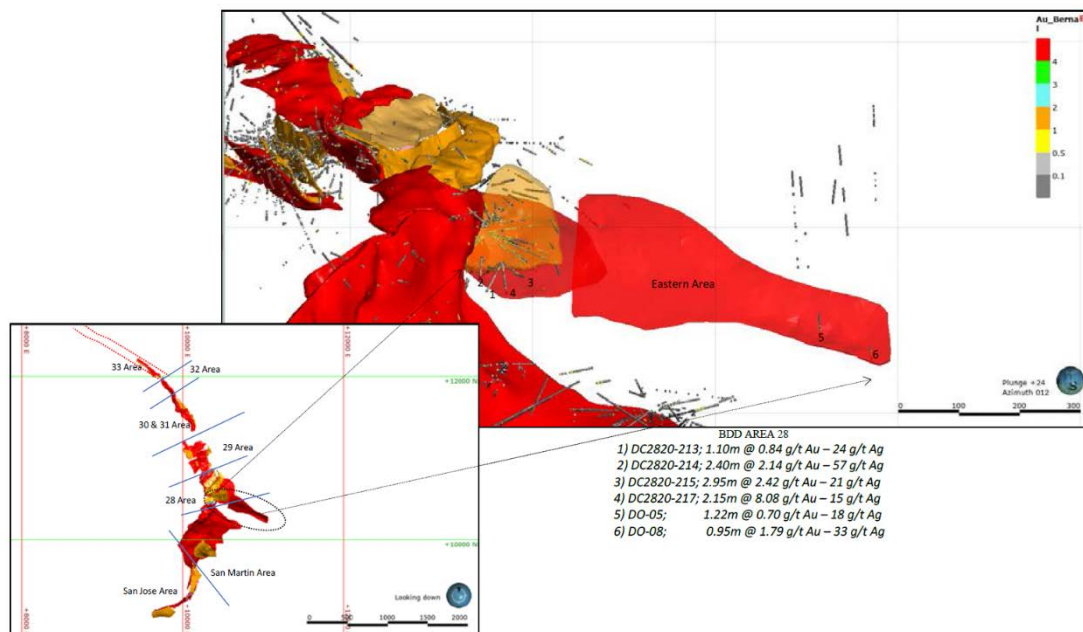 Au_Berna
l
4
3
2
1
0.5
0.1
Eastern Area
2
3
1
4
5
6
Plunge +24
Azimuth 012
0 100 200 300
BDD AREA 28
1) DC2820-213; 1.10m @ 0.84 g/t Au – 24 g/t Ag
2) DC2820-214; 2.40m @ 2.14 g/t Au – 57 g/t Ag
3) DC2820-215; 2.95m @ 2.42 g/t Au – 21 g/t Ag
4) DC2820-217; 2.15m @ 8.08 g/t Au – 15 g/t Ag
5) DO-05; 1.22m @ 0.70 g/t Au – 18 g/t Ag
6) DO-08; 0.95m @ 1.79 g/t Au – 33 g/t Ag
+8000 E
+10000 E
+12000 E
33 Area
32 Area
+12000 N
30 & 31 Area
29 Area
28 Area
+10000 N
San Martin Area
San Jose Area
Looking down
+8000
+10000
0 500 1000 1500 2000